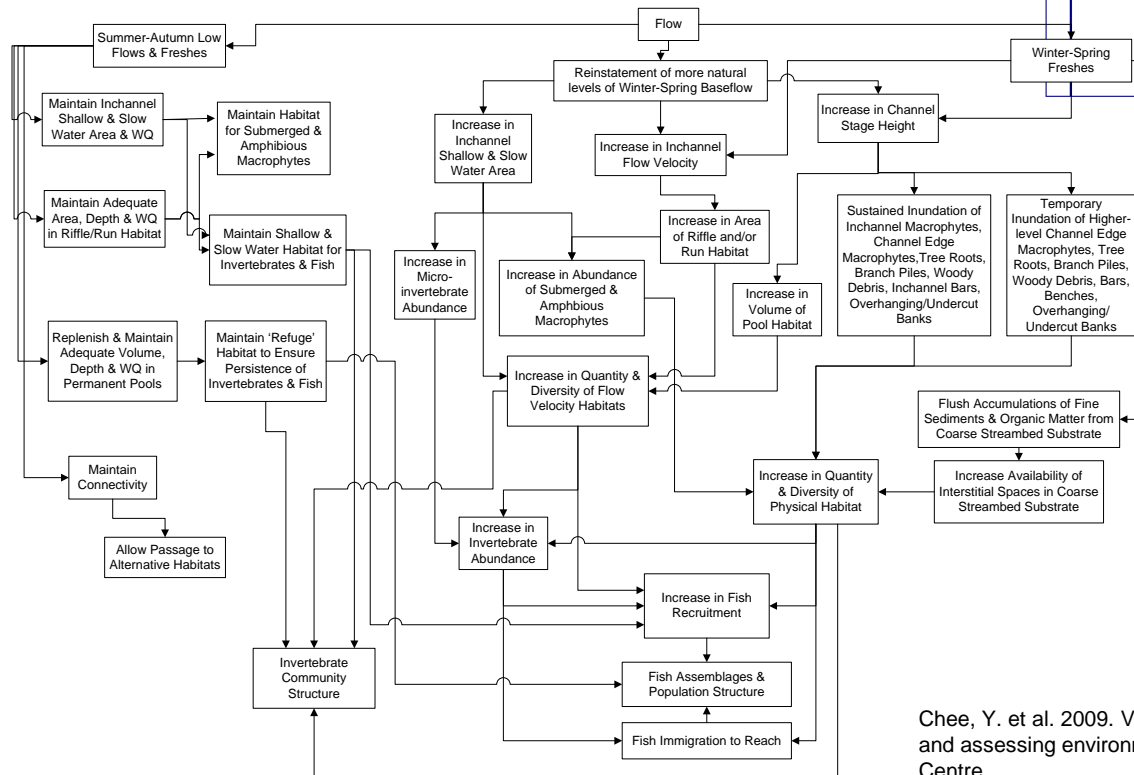 Flow
Summer-Autumn Low
Flows & Freshes
Winter-Spring
Freshes
Reinstatement of more natural
levels of Winter-Spring Baseflow
Maintain Inchannel
Shallow & Slow
Water Area & WQ
Maintain Habitat
for Submerged &
Amphibious
Macrophytes
Increase in
Inchannel
Shallow & Slow
Water Area
Increase in Inchannel
Flow Velocity
Increase in Channel
Stage Height
Maintain Adequate
Area, Depth & WQ
in Riffle/Run Habitat
Maintain Shallow &
Slow Water Habitat for
Invertebrates & Fish
Increase in
Micro-
invertebrate
Abundance
Increase in Abundance
of Submerged &
Amphbious
Macrophytes
Increase in Area
of Riffle and/or
Run Habitat
Increase in
Volume of
Pool Habitat
Sustained Inundation of
Inchannel Macrophytes,
Channel Edge
Macrophytes,Tree Roots,
Branch Piles, Woody
Debris, Inchannel Bars,
Overhanging/Undercut
Banks
Temporary
Inundation of Higher-
level Channel Edge
Macrophytes, Tree
Roots, Branch Piles,
Woody Debris, Bars,
Benches,
Overhanging/
Undercut Banks
Replenish & Maintain
Adequate Volume,
Depth & WQ in
Permanent Pools
Maintain ‘Refuge’
Habitat to Ensure
Persistence of
Invertebrates & Fish
Increase in Quantity &
Diversity of Flow
Velocity Habitats
Flush Accumulations of Fine
Sediments & Organic Matter from
Coarse Streambed Substrate
Maintain
Connectivity
Increase in Quantity
& Diversity of
Physical Habitat
Increase Availability of
Interstitial Spaces in Coarse
Streambed Substrate
Allow Passage to
Alternative Habitats
Increase in
Invertebrate
Abundance
Increase in Fish
Recruitment
Invertebrate
Community
Structure
Fish Assemblages &
Population Structure
Fish Immigration to Reach
Chee, Y. et al. 2009. V
and assessing environm
Centre